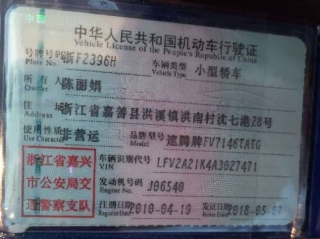 中华人民共和国机动车行驶证
Vehicle License of the People's Republic of China
号牌号码 浙F2396H 车辆类型 小型轿车
Plate No. Vehicle Type
所有人 陈丽娟
Owner
住址 浙江省嘉善县洪溪镇洪南村沈七港28号
Address
使用性质 非营运 品牌型号 速腾牌FV7146TATG
Use Character Model
浙江省嘉兴
市公安局交
通警察支队
车辆识别代号 LFV2A21K4A3027471
VIN
发动机号码 J06540
Engine No.
注册日期 2010-04-19 发证日期 2018-05-07
Register Date Issue Date